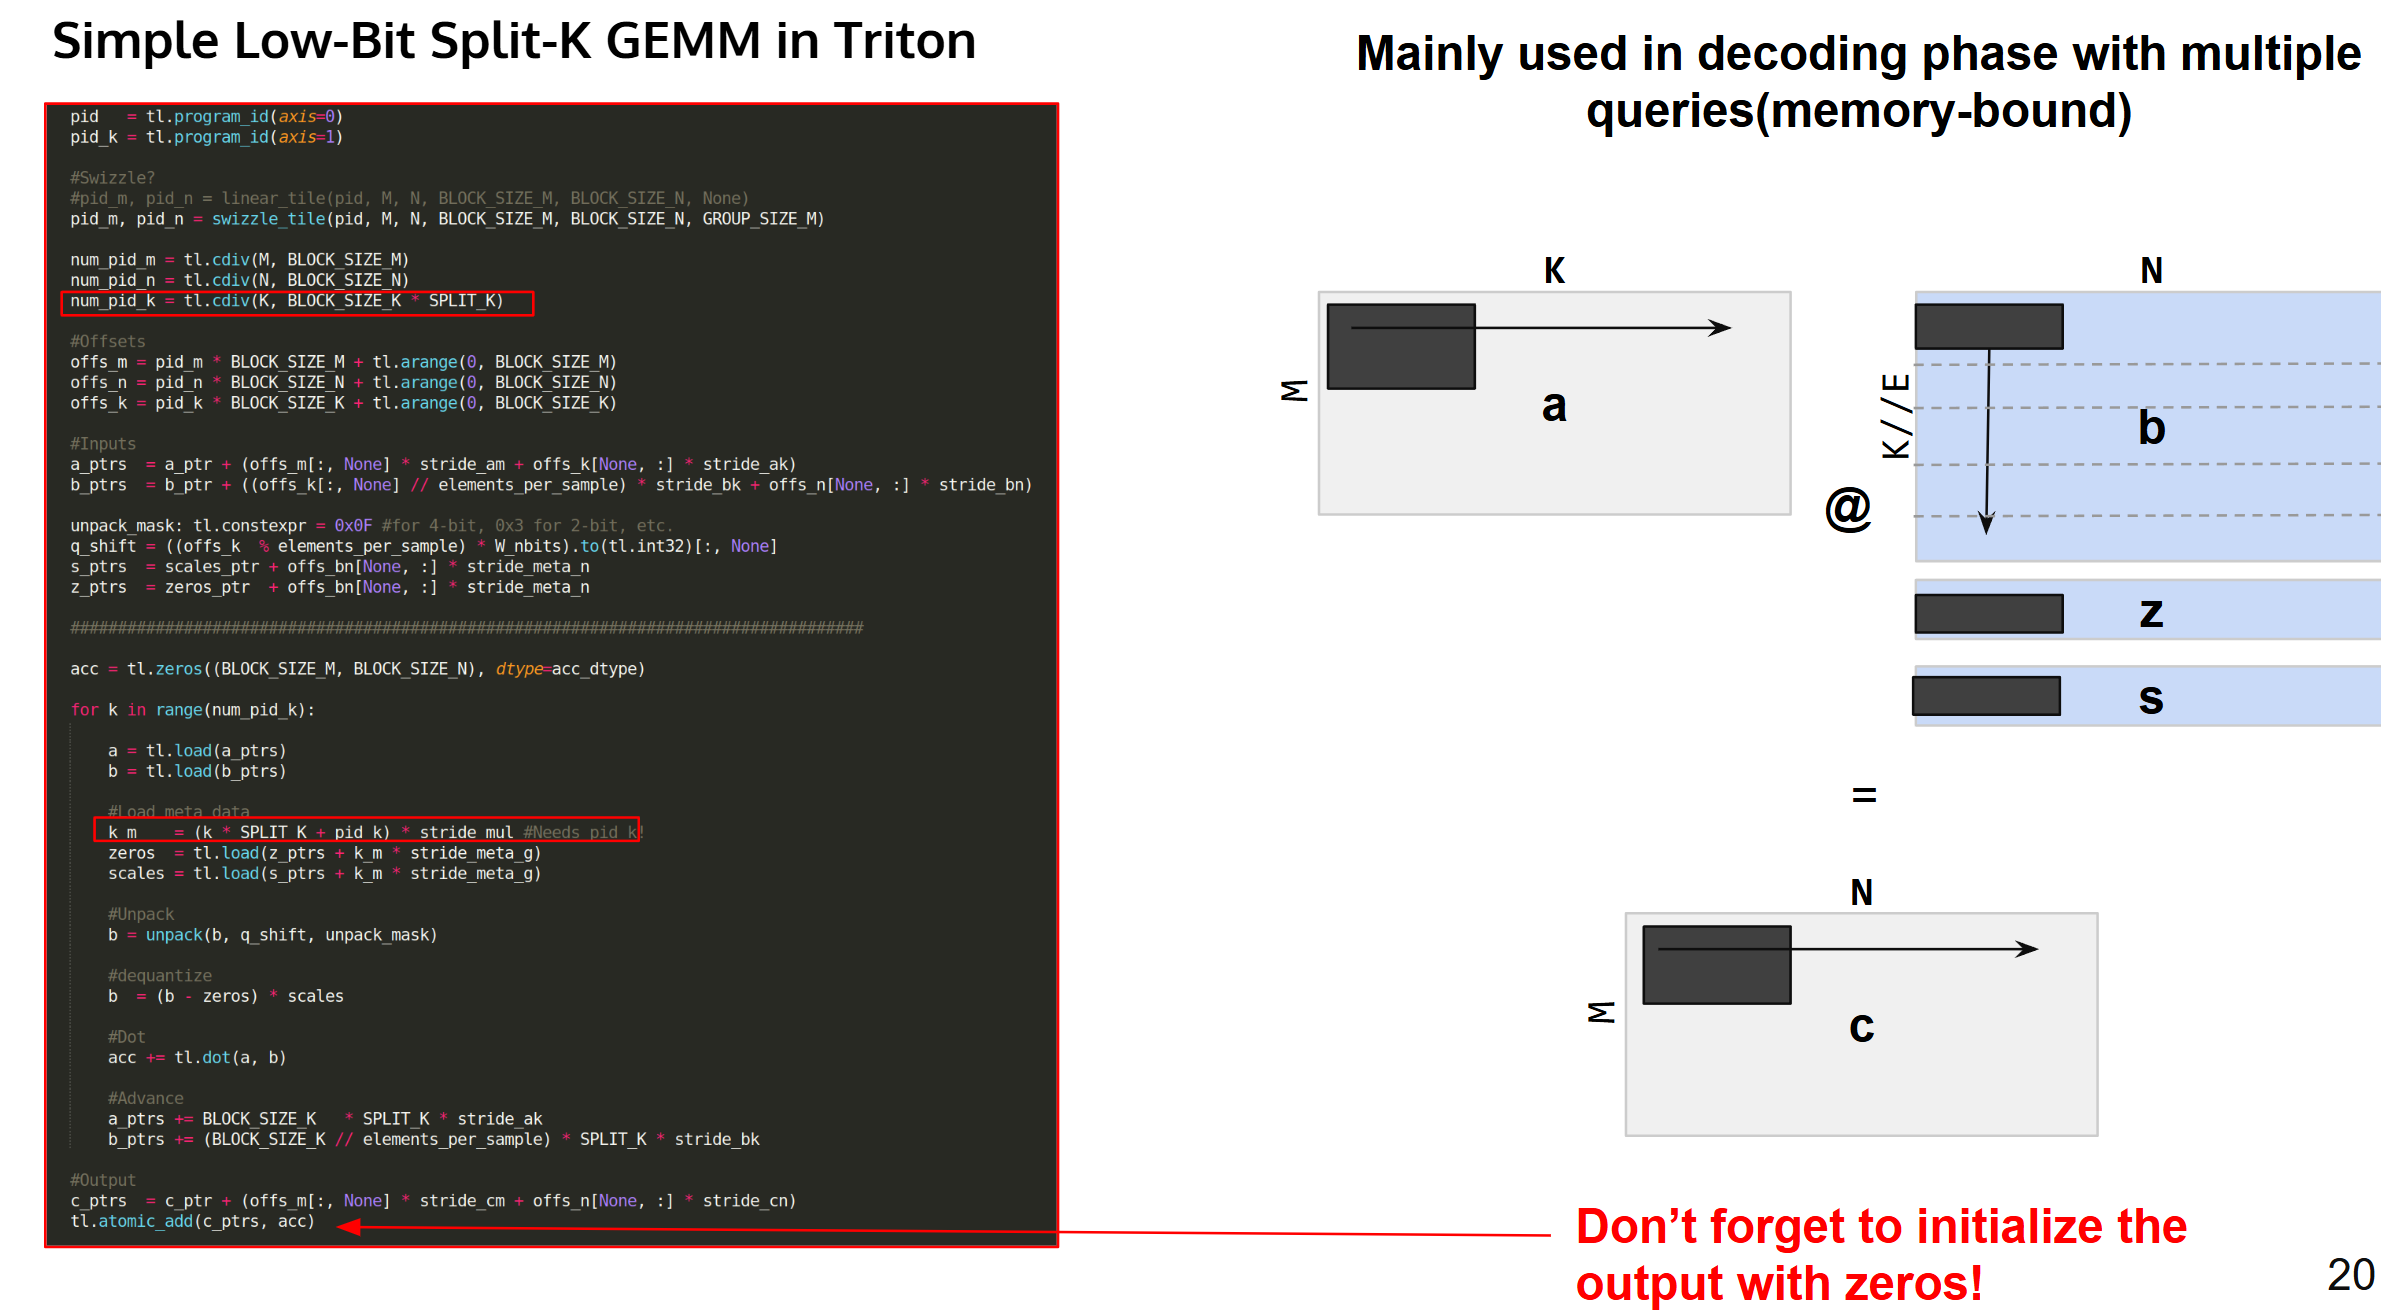 Simple Low-Bit Split-K GEMM in Triton
pid   = tl.program_id(axis=0)
pid_k = tl.program_id(axis=1)
#Swizzle?
#pid_m, pid_n = linear_tile(pid, M, N, BLOCK_SIZE_M, BLOCK_SIZE_N, None)
pid_m, pid_n = swizzle_tile(pid, M, N, BLOCK_SIZE_M, BLOCK_SIZE_N, GROUP_SIZE_M)
num_pid_m = tl.cdiv(M, BLOCK_SIZE_M)
num_pid_n = tl.cdiv(N, BLOCK_SIZE_N)
num_pid_k = tl.cdiv(K, BLOCK_SIZE_K * SPLIT_K)
#Offsets
offs_m = pid_m * BLOCK_SIZE_M + tl.arange(0, BLOCK_SIZE_M)
offs_n = pid_n * BLOCK_SIZE_N + tl.arange(0, BLOCK_SIZE_N)
offs_k = pid_k * BLOCK_SIZE_K + tl.arange(0, BLOCK_SIZE_K)
#Inputs
a_ptrs  = a_ptr + (offs_m[:, None] * stride_am + offs_k[None, :] * stride_ak)
b_ptrs  = b_ptr + ((offs_k[:, None] // elements_per_sample) * stride_bk + offs_n[None, :] * stride_bn)
unpack_mask: tl.constexpr = 0x0F #for 4-bit, 0x3 for 2-bit, etc.
q_shift = ((offs_k  % elements_per_sample) * W_nbits).to(tl.int32)[:, None]
s_ptrs  = scales_ptr + offs_bn[None, :] * stride_meta_n
z_ptrs  = zeros_ptr  + offs_bn[None, :] * stride_meta_n
####################################################################################
acc = tl.zeros((BLOCK_SIZE_M, BLOCK_SIZE_N), dtype=acc_dtype)
for k in range(num_pid_k):
a = tl.load(a_ptrs)
b = tl.load(b_ptrs)
#Load meta data
k_m    = (k * SPLIT_K + pid_k) * stride_mul #Needs pid_k!
zeros  = tl.load(z_ptrs + k_m * stride_meta_g)
scales = tl.load(s_ptrs + k_m * stride_meta_g)
#Unpack
b = unpack(b, q_shift, unpack_mask)
#dequantize
b  = (b - zeros) * scales
#Dot
acc += tl.dot(a, b)
#Advance
a_ptrs += BLOCK_SIZE_K   * SPLIT_K * stride_ak
b_ptrs += (BLOCK_SIZE_K // elements_per_sample) * SPLIT_K * stride_bk
#Output
c_ptrs  = c_ptr + (offs_m[:, None] * stride_cm + offs_n[None, :] * stride_cn)
tl.atomic_add(c_ptrs, acc)
Mainly used in decoding phase with multiple
queries(memory-bound)
K
M
a
@
N
K//E
b
z
s
=
N
M
c
Don't forget to initialize the
output with zeros!
20